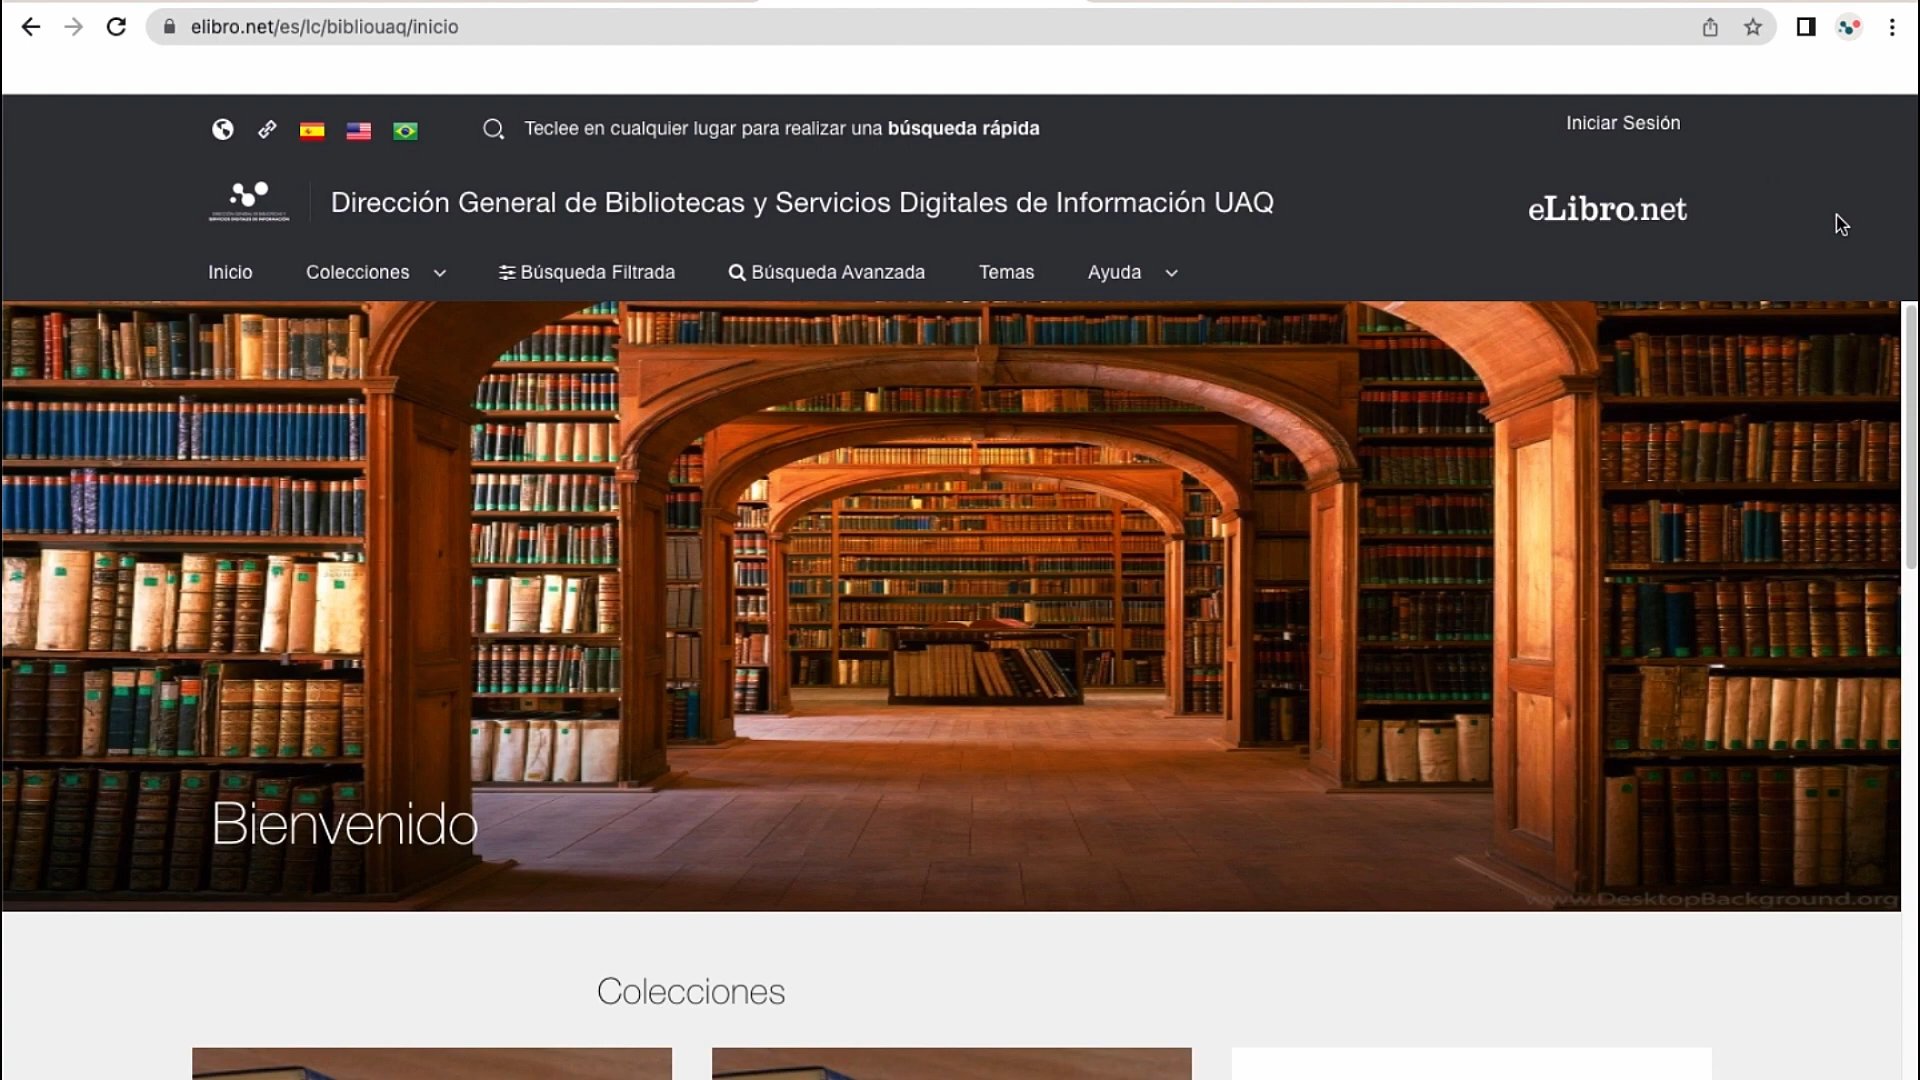 elibro.net/es/lc/bibliouaq/inicio
Teclee en cualquier lugar para realizar una búsqueda rápida
Iniciar Sesión
Dirección General de Bibliotecas y Servicios Digitales de Información UAQ
eLibro.net
Inicio
Colecciones
Búsqueda Filtrada
Búsqueda Avanzada
Temas
Ayuda
Bienvenido
www.DesktopBackground.org
Colecciones